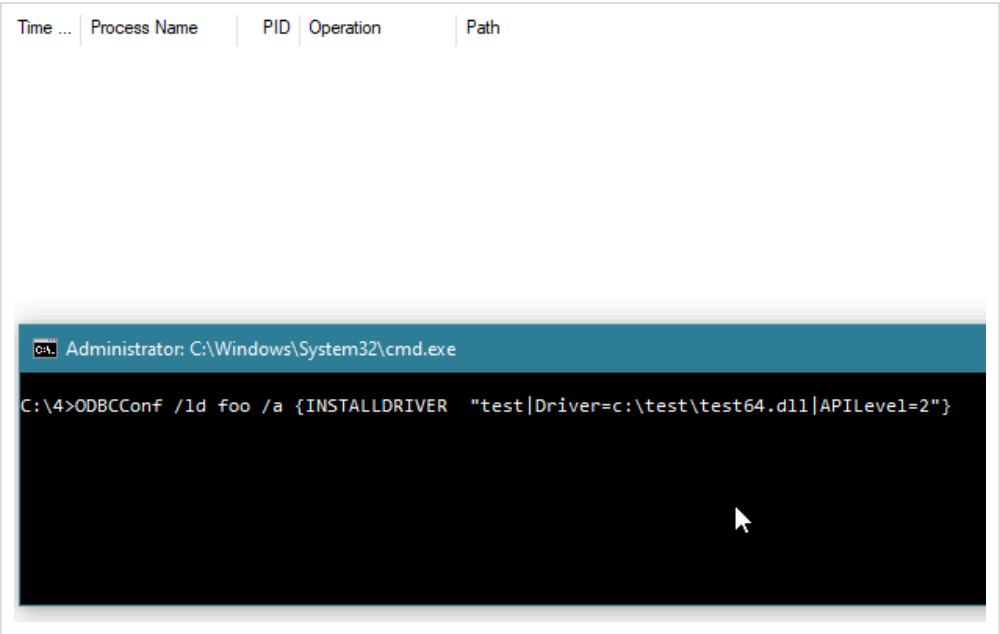 Time ... Process Name PID Operation Path
Administrator: C:\Windows\System32\cmd.exe
C:\4>ODBCConf /ld foo /a {INSTALLDRIVER  "test|Driver=c:\test\test64.dll|APILevel=2"}